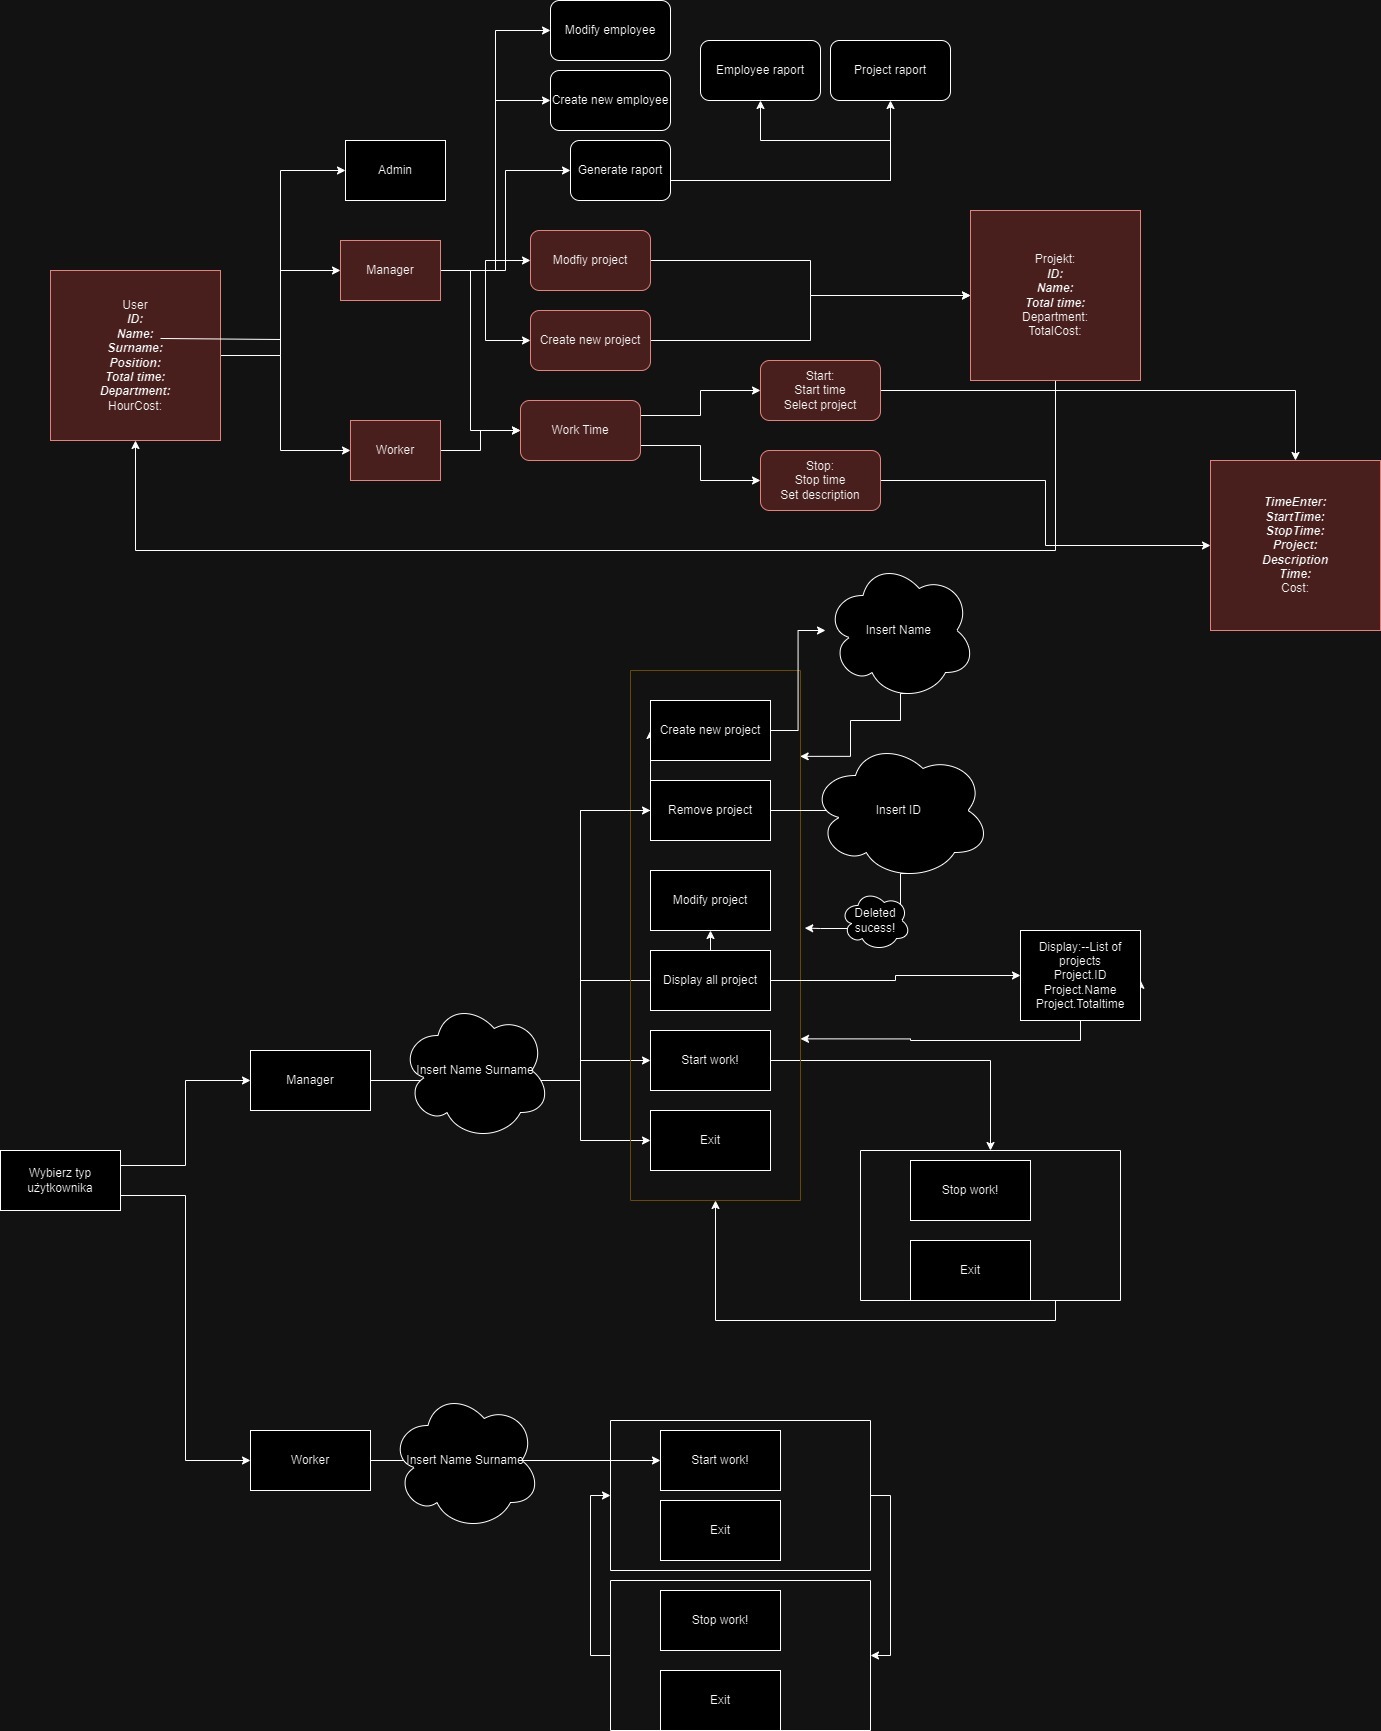 Modify employee
Create new employee
Employee raport
Project raport
Admin
Generate raport
Manager
Modfiy project
Create new project
User
ID:
Name:
Surname:
Position:
Total time:
Department:
HourCost:
Projekt:
ID:
Name:
Total time:
Department:
TotalCost:
Worker
Work Time
Start:
Start time
Select project
Stop:
Stop time
Set description
TimeEnter:
StartTime:
StopTime:
Project:
Description
Time:
Cost:
Insert Name
Create new project
Remove project
Insert ID
Modify project
Deleted
sucess!
Display all project
Display:--List of
projects
Project.ID
Project.Name
Project.Totaltime
Start work!
Exit
Manager
Insert Name Surname
Wybierz typ
użytkownika
Stop work!
Exit
Worker
Insert Name Surname
Start work!
Exit
Stop work!
Exit